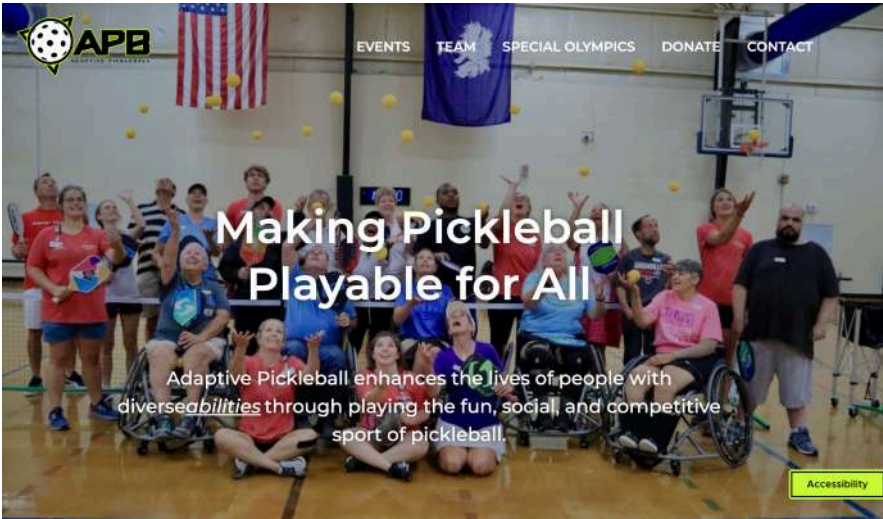 APB
ADAPTIVE PICKLEBALL
EVENTS TEAM SPECIAL OLYMPICS DONATE CONTACT
Making Pickleball
Playable for All
Adaptive Pickleball enhances the lives of people with
diverseabilities through playing the fun, social, and competitive
sport of pickleball.
Accessibility